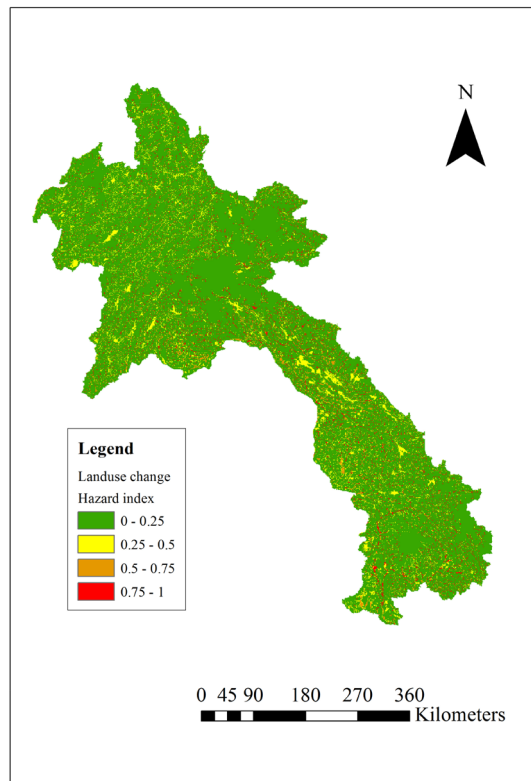 N
Legend
Landuse change
Hazard index
0 - 0.25
0.25 - 0.5
0.5 - 0.75
0.75 - 1
0 45 90 180 270 360
Kilometers